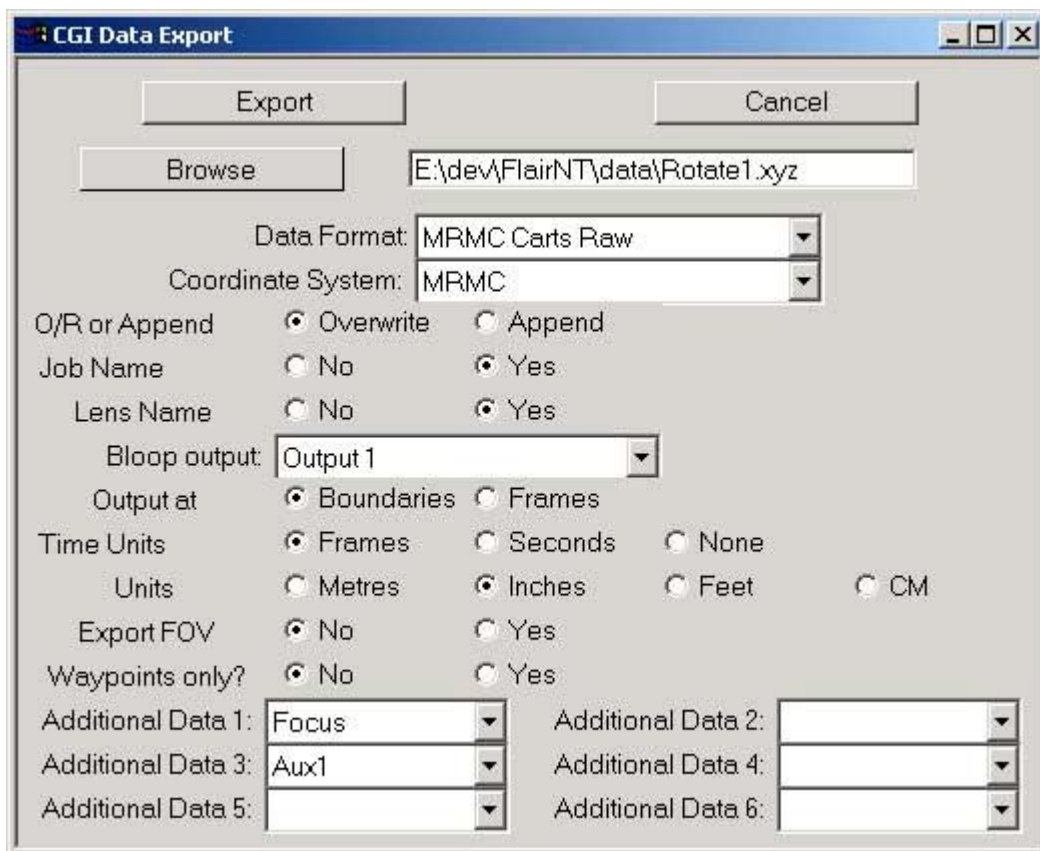 CGI Data Export
Export Cancel
Browse E:\dev\FlairNT\data\Rotate1.xyz
Data Format: MRMC Carts Raw
Coordinate System: MRMC
O/R or Append Overwrite Append
Job Name No Yes
Lens Name No Yes
Bloop output: Output 1
Output at Boundaries Frames
Time Units Frames Seconds None
Units Metres Inches Feet CM
Export FOV No Yes
Waypoints only? No Yes
Additional Data 1: Focus Additional Data 2:
Additional Data 3: Aux1 Additional Data 4:
Additional Data 5: Additional Data 6: